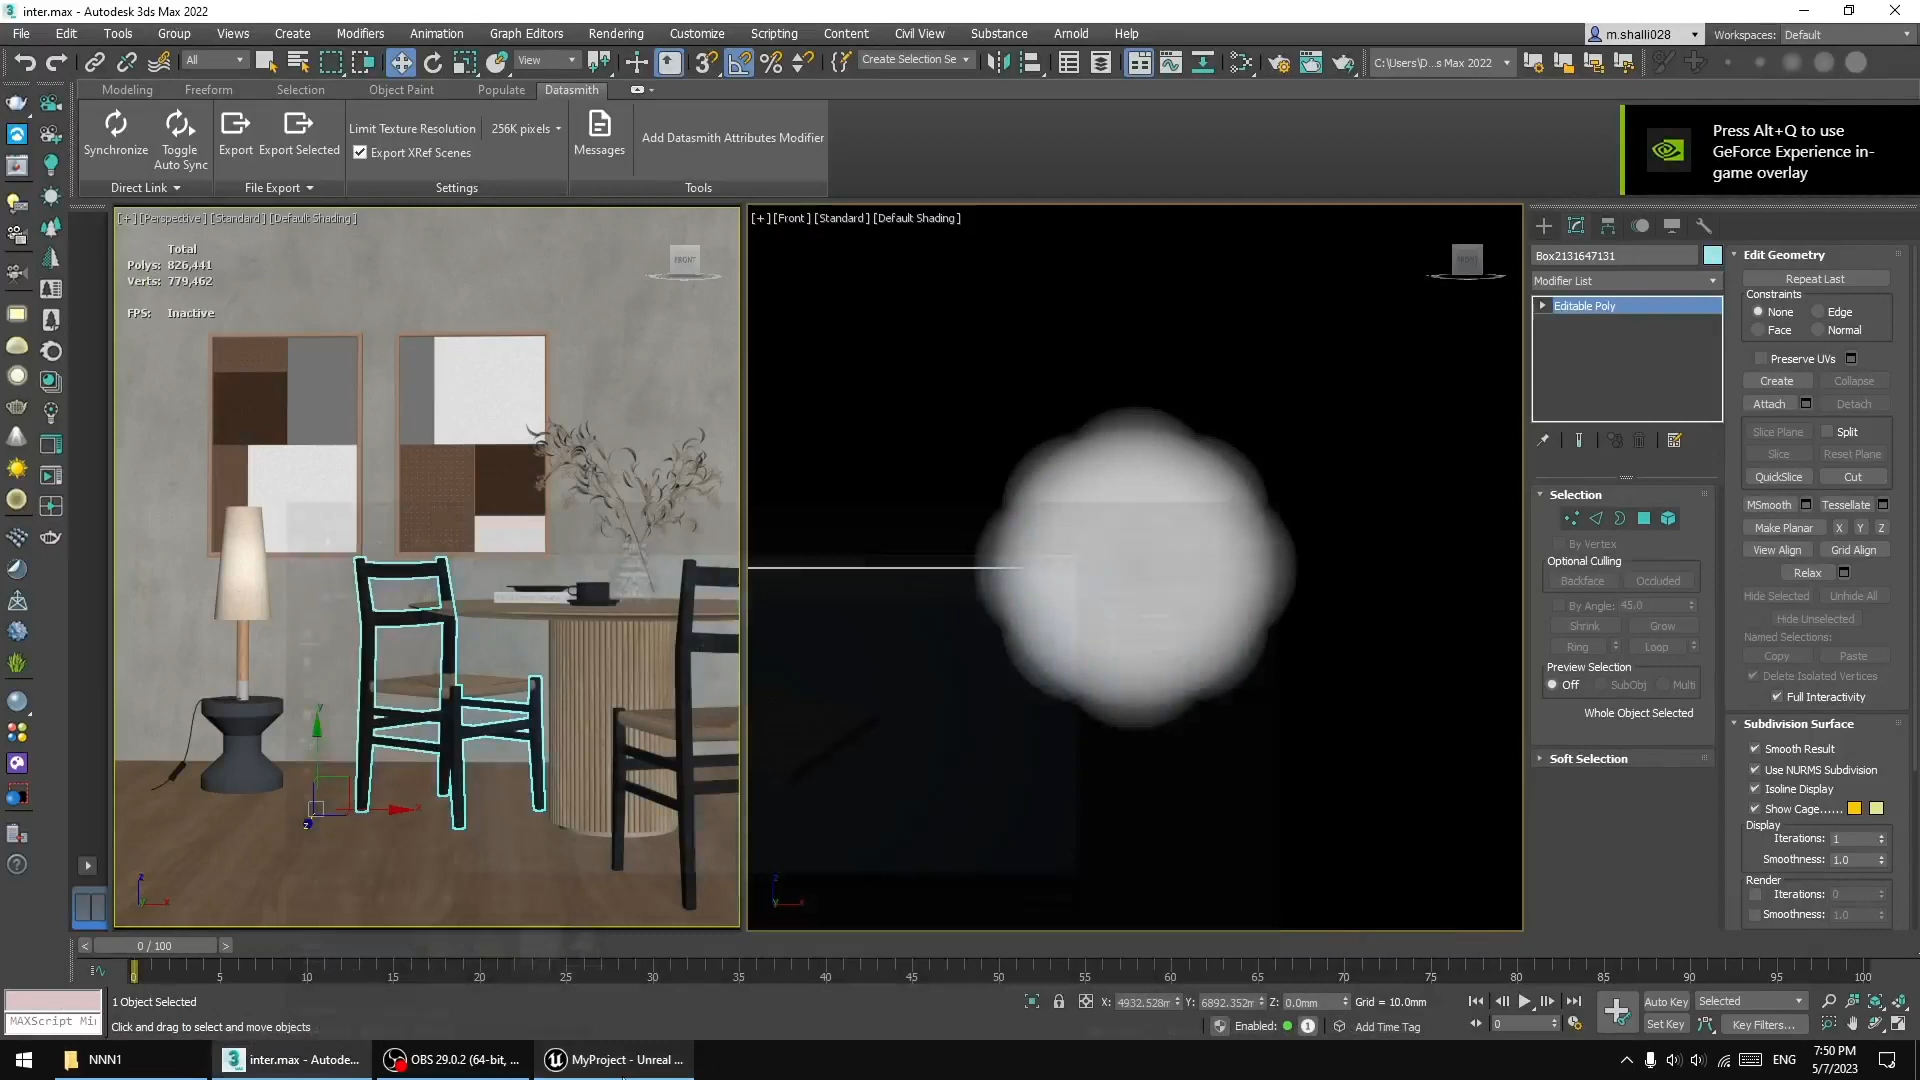 inter.max - Autodesk 3ds Max 2022
File Edit Tools Group Views Create Modifiers Animation Graph Editors Rendering Customize Scripting Content Civil View Substance Arnold Help
m.shalli028 Workspaces: Default
All View Create Selection Se C:\Users\D...s Max 2022
Modeling Freeform Selection Object Paint Populate Datasmith
Synchronize Toggle Auto Sync Export Export Selected
Limit Texture Resolution 256K pixels
Export XRef Scenes
Messages
Add Datasmith Attributes Modifier
Direct Link File Export Settings Tools
Press Alt+Q to use
GeForce Experience in-
game overlay
[+] [Perspective] [Standard] [Default Shading]
[+] [Front] [Standard] [Default Shading]
Total
Polys: 826,441
Verts: 779,462
FPS: Inactive
FRONT
Box2131647131
Modifier List
Editable Poly
Selection
By Vertex
Optional Culling
Backface Occluded
By Angle: 45.0
Shrink Grow
Ring Loop
Preview Selection
Off SubObj Multi
Whole Object Selected
Soft Selection
Edit Geometry
Repeat Last
Constraints
None Edge
Face Normal
Preserve UVs
Create Collapse
Attach Detach
Slice Plane Split
Slice Reset Plane
QuickSlice Cut
MSmooth Tessellate
Make Planar X Y Z
View Align Grid Align
Relax
Hide Selected Unhide All
Hide Unselected
Named Selections:
Copy Paste
Delete Isolated Vertices
Full Interactivity
Subdivision Surface
Smooth Result
Use NURMS Subdivision
Isoline Display
Show Cage......
Display
Iterations: 1
Smoothness: 1.0
Render
Iterations: 0
Smoothness: 1.0
z
y
x
< 0 / 100 >
0 5 10 15 20 25 30 35 40 45 50 55 60 65 70 75 80 85 90 95 100
1 Object Selected
X: 4932.528m Y: 6892.352m Z: 0.0mm Grid = 10.0mm
Auto Key Selected
MAXScript Mi
Click and drag to select and move objects
Enabled: 1 Add Time Tag
0
Set Key Key Filters...
NNN1 inter.max - Autode... OBS 29.0.2 (64-bit, ... MyProject - Unreal ...
ENG
7:50 PM
5/7/2023